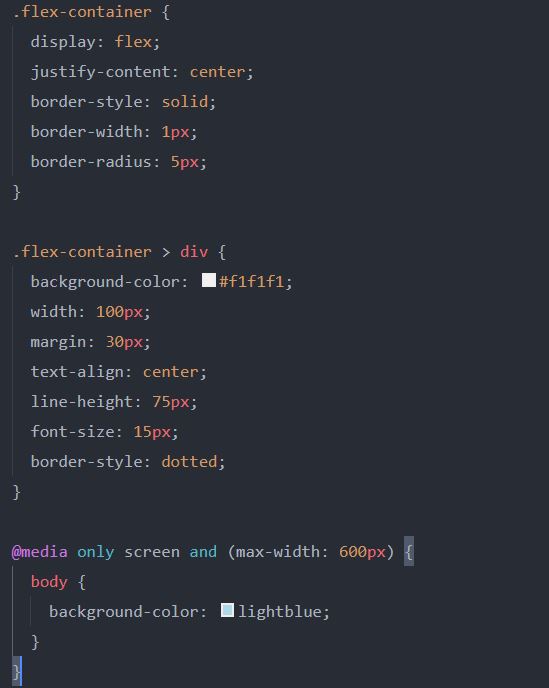 .flex-container {
  display: flex;
  justify-content: center;
  border-style: solid;
  border-width: 1px;
  border-radius: 5px;
}

.flex-container > div {
  background-color: #f1f1f1;
  width: 100px;
  margin: 30px;
  text-align: center;
  line-height: 75px;
  font-size: 15px;
  border-style: dotted;
}

@media only screen and (max-width: 600px) {
  body {
    background-color: lightblue;
  }
}